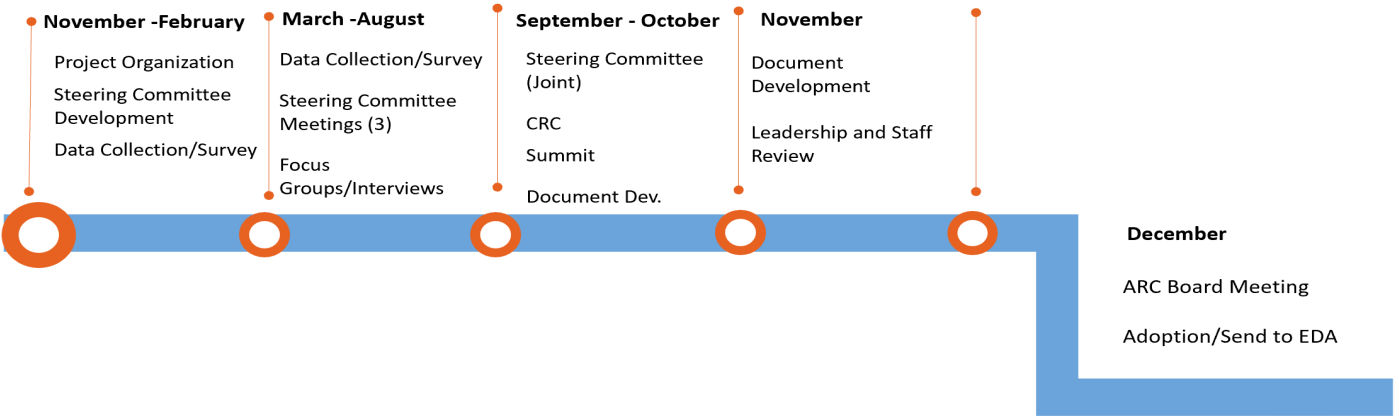 November -February
Project Organization
Steering Committee
Development
Data Collection/Survey
March -August
Data Collection/Survey
Steering Committee
Meetings (3)
Focus
Groups/Interviews
September - October
Steering Committee
(Joint)
CRC
Summit
Document Dev.
November
Document
Development
Leadership and Staff
Review
December
ARC Board Meeting
Adoption/Send to EDA